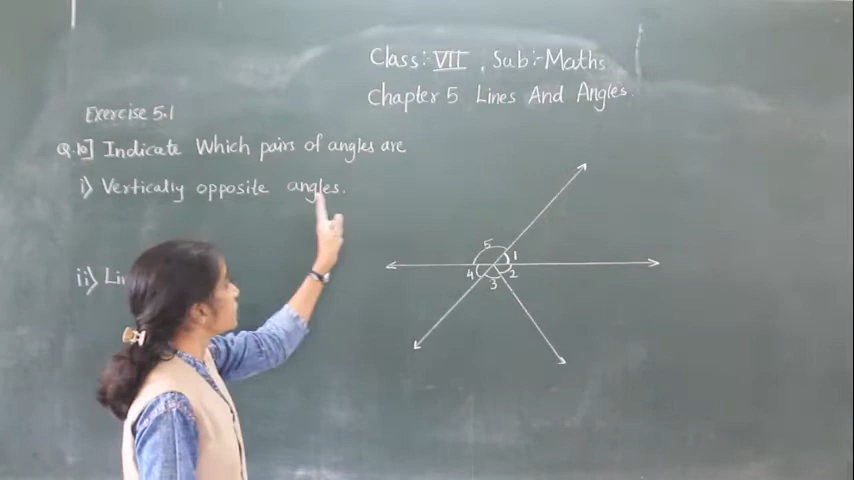 Class:- VII , Sub:- Maths
Chapter 5 Lines And Angles.
Exercise 5.1
Q.10] Indicate Which pairs of angles are
i) Vertically opposite angles.
ii)
5
1
4
2
3